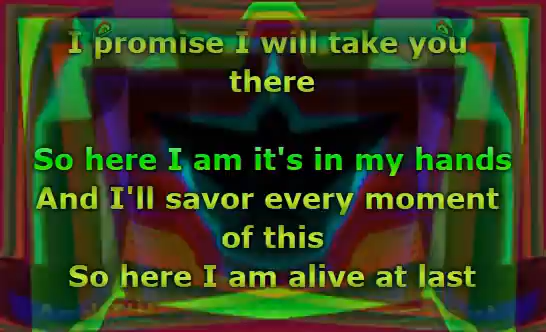 I promise I will take you
there
So here I am it's in my hands
And I'll savor every moment
of this
So here I am alive at last